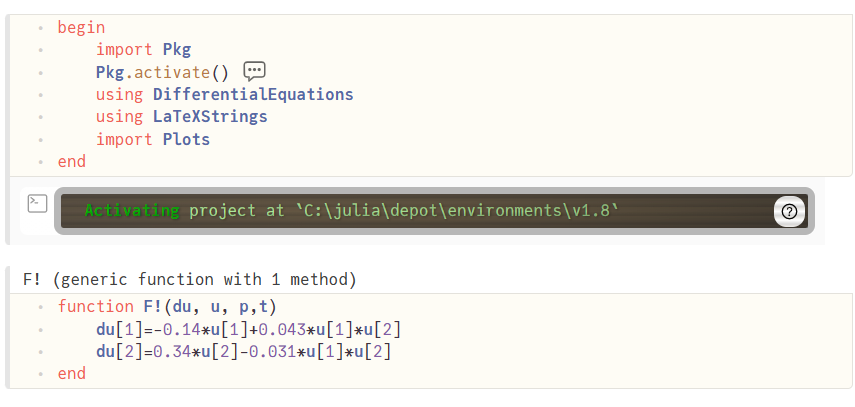 begin
import Pkg
Pkg.activate()
using DifferentialEquations
using LaTeXStrings
import Plots
end
Activating project at `C:\julia\depot\environments\v1.8`
F! (generic function with 1 method)
function F!(du, u, p,t)
du[1]=-0.14*u[1]+0.043*u[1]*u[2]
du[2]=0.34*u[2]-0.031*u[1]*u[2]
end